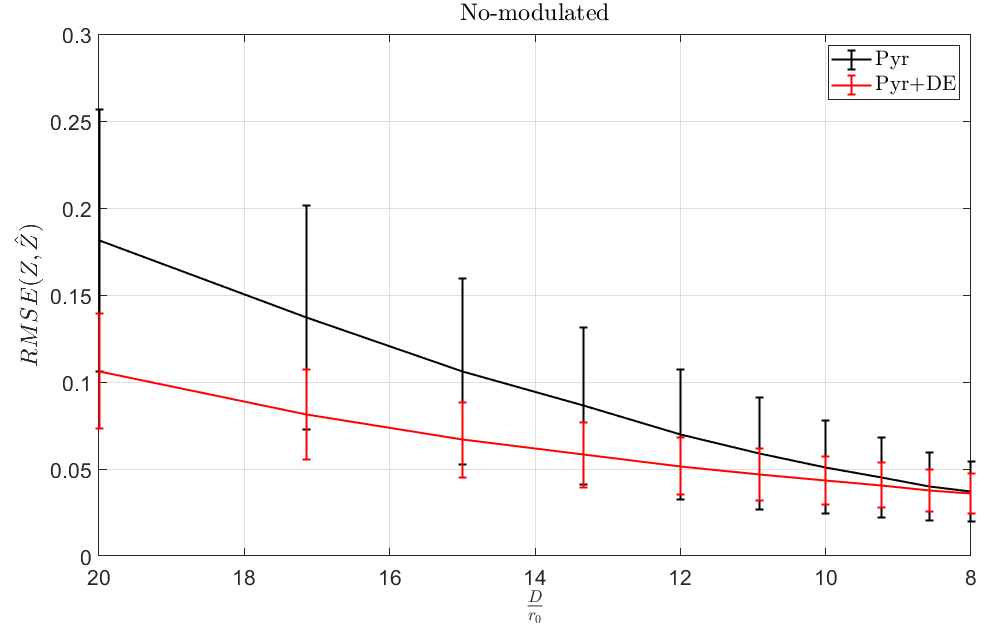 No-modulated
0.3
0.25
0.2
0.15
0.1
0.05
0
RMSE(Z, Ẑ)
Pyr
Pyr+DE
20 18 16 14 12 10 8
D
r₀